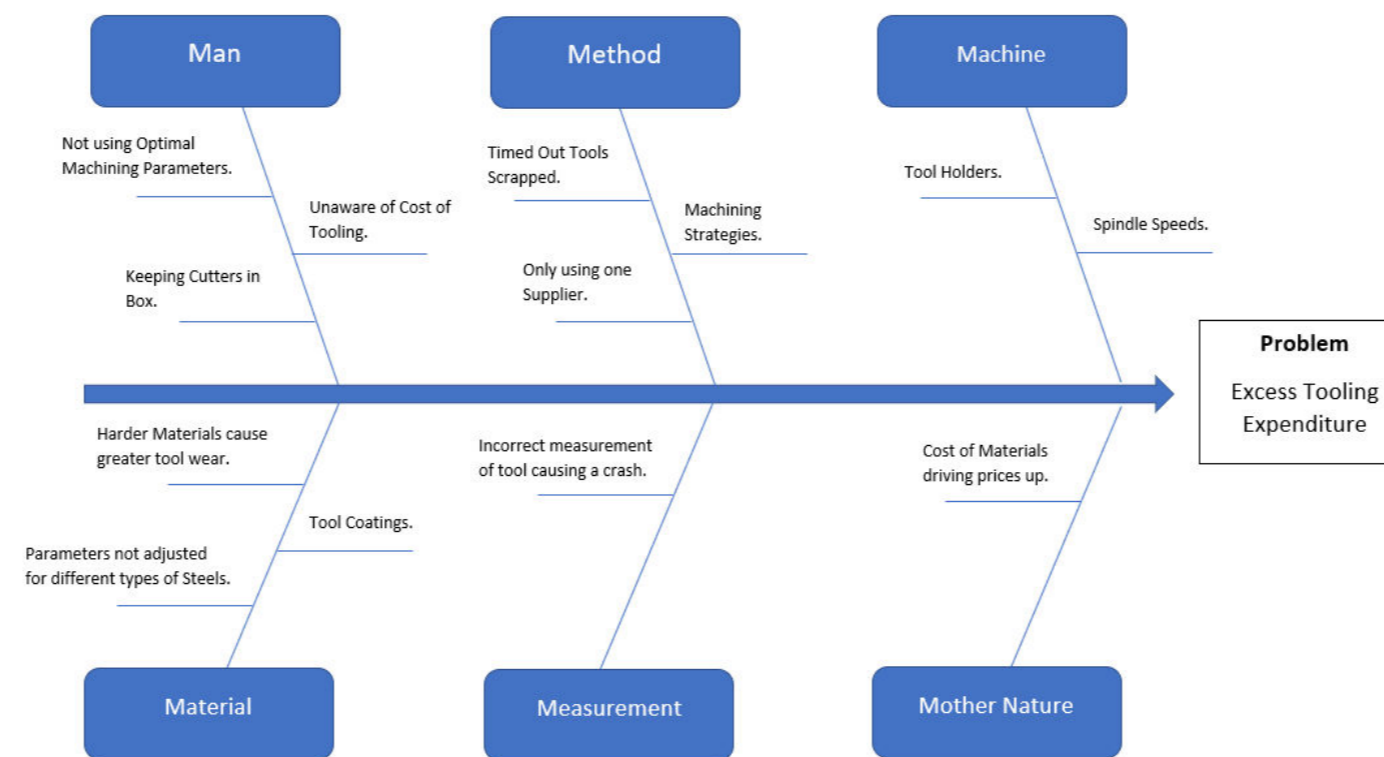 Man
Method
Machine
Not using Optimal
Machining Parameters.
Unaware of Cost of
Tooling.
Keeping Cutters in
Box.
Timed Out Tools
Scrapped.
Machining
Strategies.
Only using one
Supplier.
Tool Holders.
Spindle Speeds.
Problem
Excess Tooling
Expenditure
Harder Materials cause
greater tool wear.
Tool Coatings.
Parameters not adjusted
for different types of Steels.
Incorrect measurement
of tool causing a crash.
Cost of Materials
driving prices up.
Material
Measurement
Mother Nature